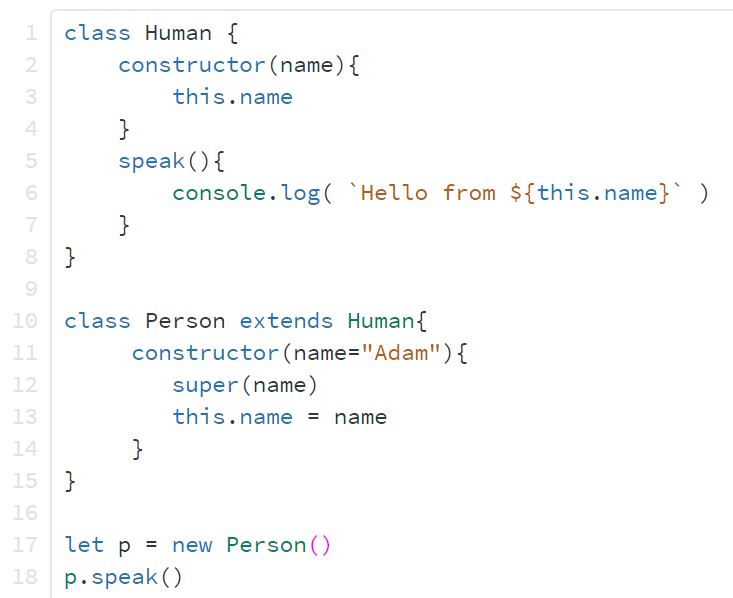 1 class Human {
2     constructor(name){
3         this.name
4     }
5     speak(){
6         console.log( `Hello from ${this.name}` )
7     }
8 }
9
10 class Person extends Human{
11      constructor(name="Adam"){
12         super(name)
13         this.name = name
14      }
15 }
16
17 let p = new Person()
18 p.speak()